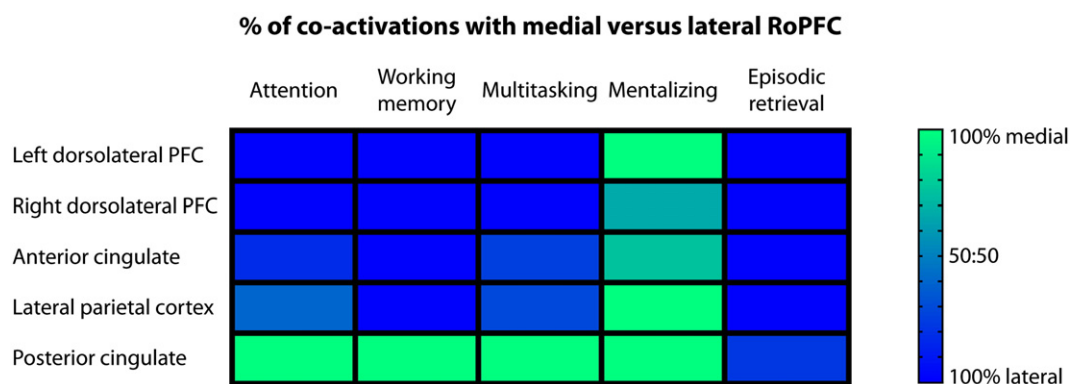 % of co-activations with medial versus lateral RoPFC
Attention
Working
memory
Multitasking
Mentalizing
Episodic
retrieval
Left dorsolateral PFC
Right dorsolateral PFC
Anterior cingulate
Lateral parietal cortex
Posterior cingulate
100% medial
50:50
100% lateral